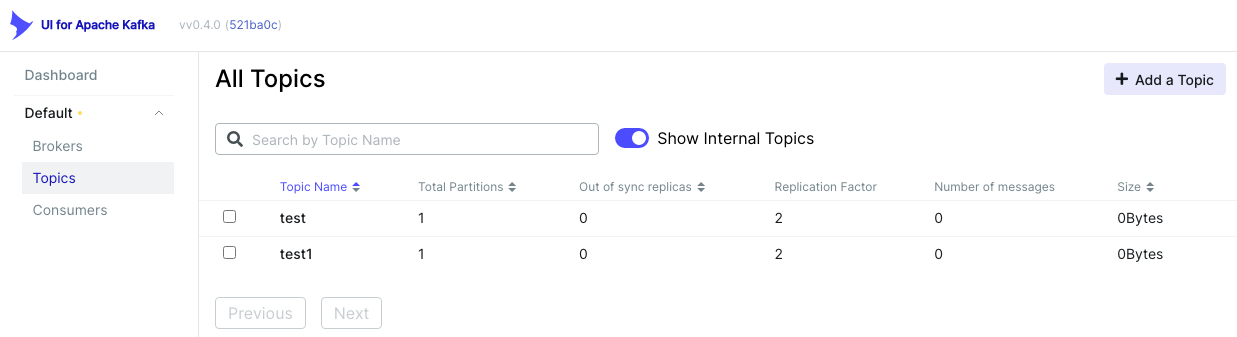 UI for Apache Kafka vv0.4.0 (521ba0c)
Dashboard
Default
Brokers
Topics
Consumers
All Topics
Add a Topic
Search by Topic Name
Show Internal Topics
Topic Name Total Partitions Out of sync replicas Replication Factor Number of messages Size
test 1 0 2 0 0Bytes
test1 1 0 2 0 0Bytes
Previous Next